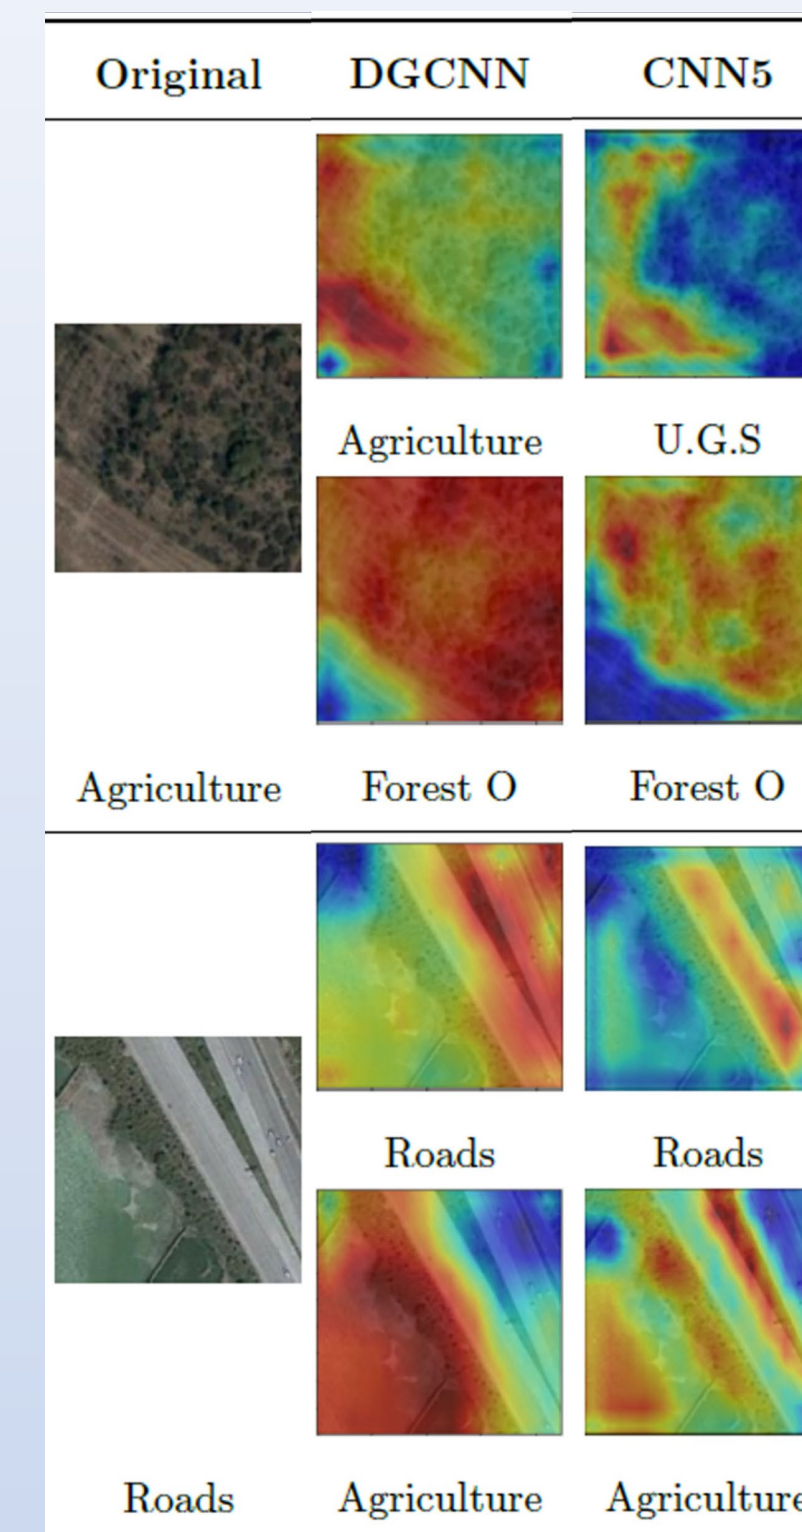 Original DGCNN CNN5
Agriculture U.G.S
Agriculture Forest O Forest O
Roads Roads
Roads Agriculture Agriculture